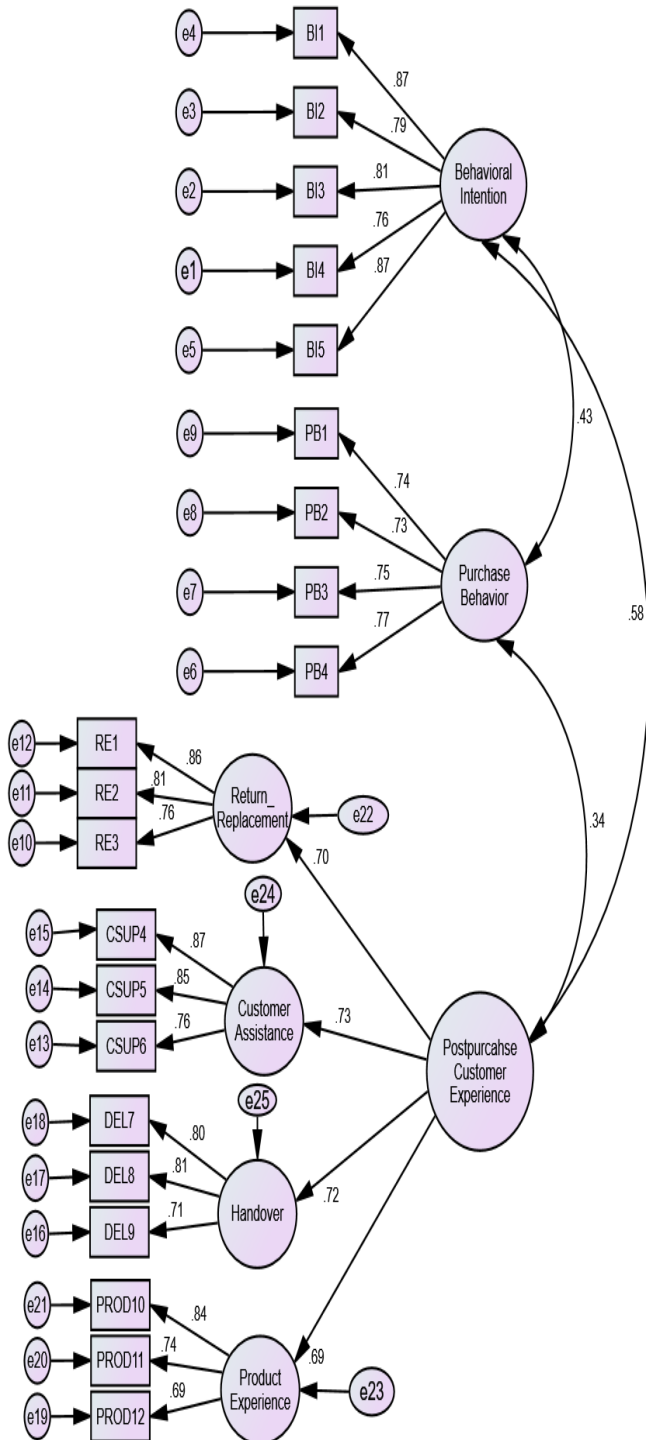 e4
BI1
.87
e3
BI2
.79
e2
BI3
.81
Behavioral
Intention
e1
BI4
.76
.87
e5
BI5
e9
PB1
.43
.74
e8
PB2
.73
e7
PB3
.75
Purchase
Behavior
.58
e6
PB4
.77
e12
RE1
.86
e11
RE2
.81
Return_
Replacement
e22
e10
RE3
.76
.34
.70
e24
e15
CSUP4
.87
e14
CSUP5
.85
Customer
Assistance
.73
e13
CSUP6
.76
Postpurcahse
Customer
Experience
e25
e18
DEL7
.80
e17
DEL8
.81
.72
e16
DEL9
.71
Handover
e21
PROD10
.84
e20
PROD11
.74
.69
e19
PROD12
.69
Product
Experience
e23